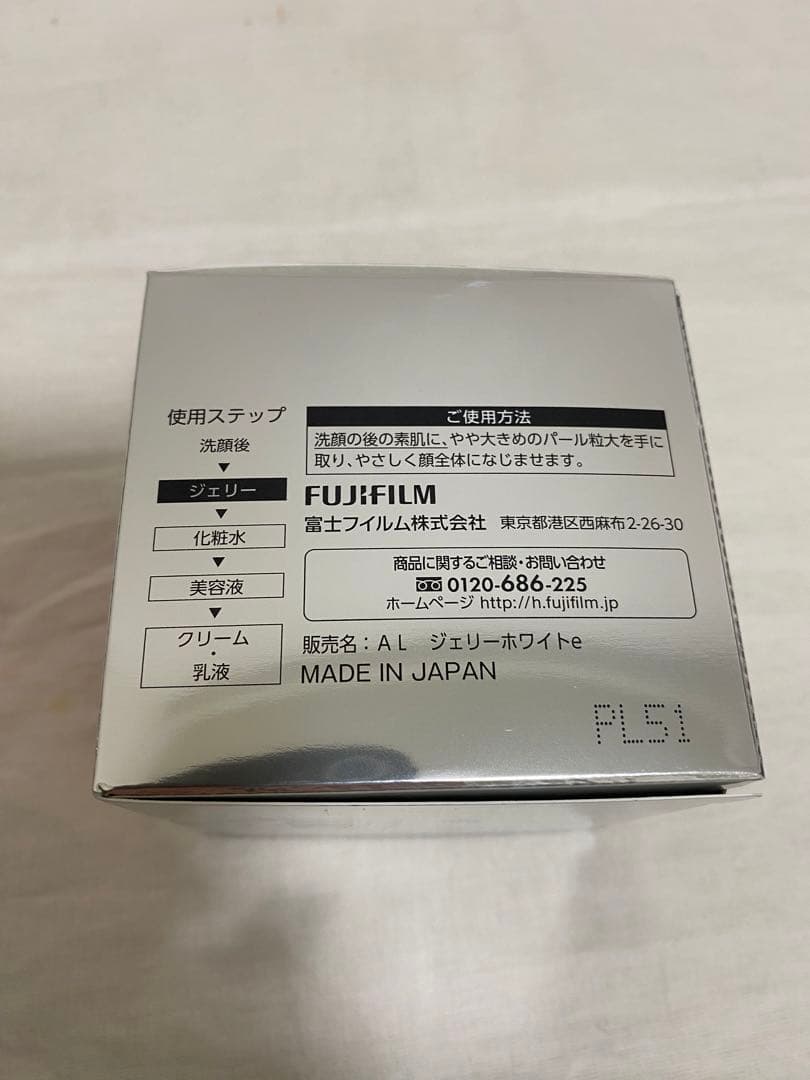 使用ステップ
洗顔後
▼
ジェリー
▼
化粧水
▼
美容液
▼
クリーム
・
乳液
ご使用方法
洗顔の後の素肌に、やや大きめのパール粒大を手に
取り、やさしく顔全体になじませます。
FUJIFILM
富士フイルム株式会社 東京都港区西麻布2-26-30
商品に関するご相談・お問い合わせ
0120-686-225
ホームページ http://h.fujifilm.jp
販売名：ＡＬ ジェリーホワイトe
MADE IN JAPAN
PL51